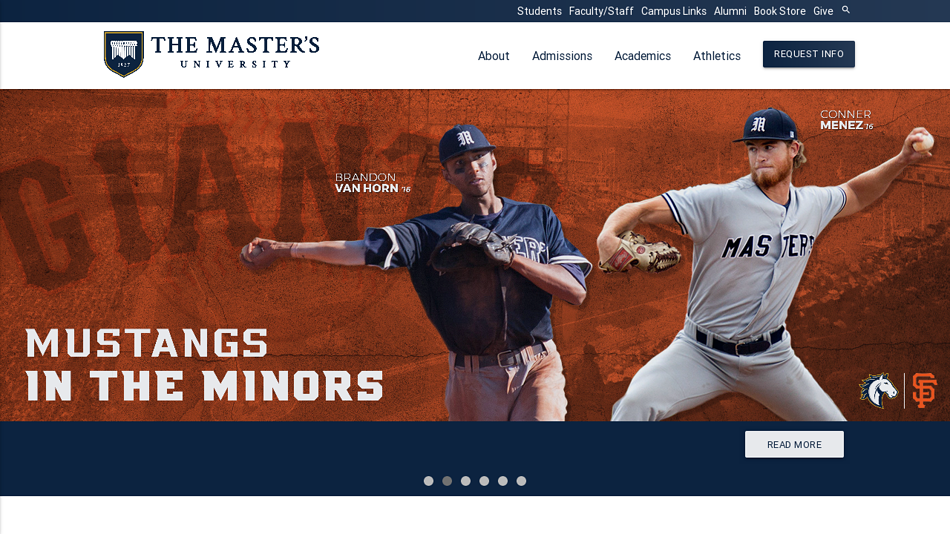 Students Faculty/Staff Campus Links Alumni Book Store Give
THE MASTER'S
UNIVERSITY
1927
About Admissions Academics Athletics REQUEST INFO
GIANTS
CONNER
MENEZ '16
BRANDON
VAN HORN '16
M
M
MASTERS
MUSTANGS
IN THE MINORS
SF
READ MORE